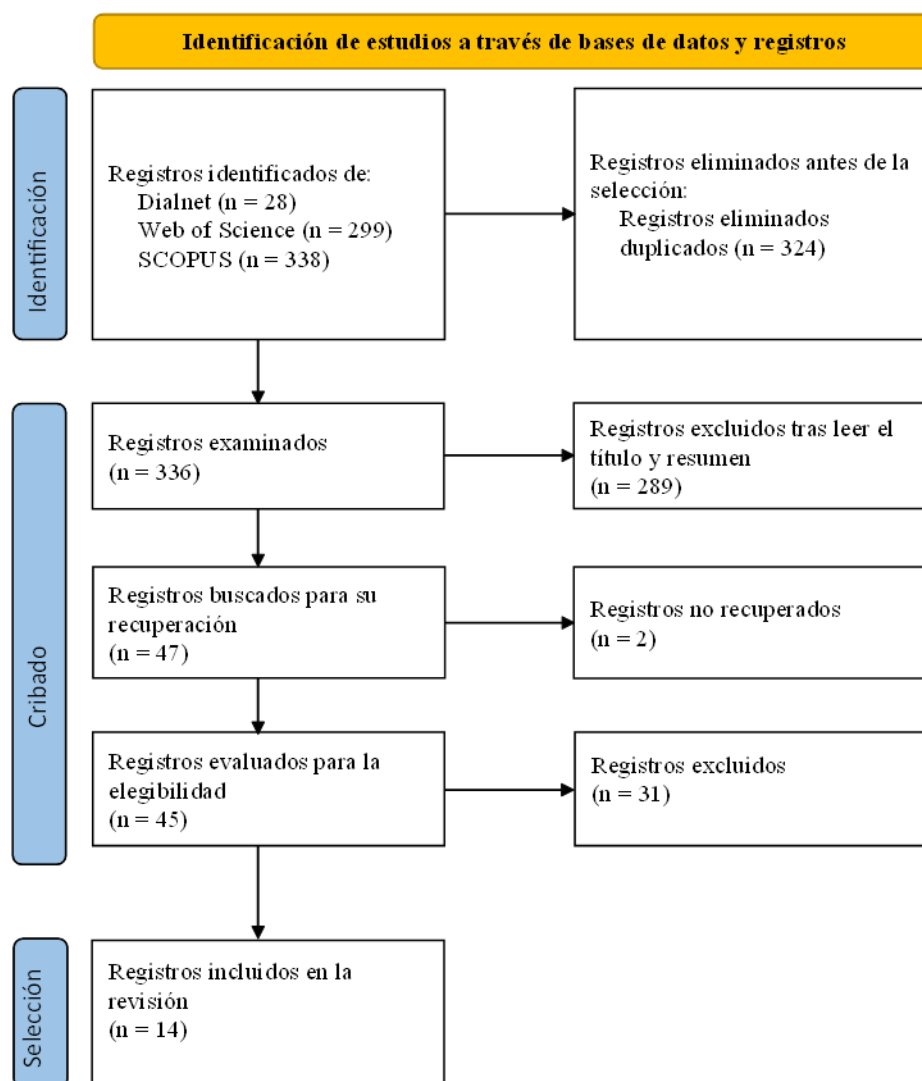 Identificación de estudios a través de bases de datos y registros
Identificación
Registros identificados de:
Dialnet (n = 28)
Web of Science (n = 299)
SCOPUS (n = 338)
Registros eliminados antes de la
selección:
Registros eliminados
duplicados (n = 324)
Cribado
Registros examinados
(n = 336)
Registros excluidos tras leer el
título y resumen
(n = 289)
Registros buscados para su
recuperación
(n = 47)
Registros no recuperados
(n = 2)
Registros evaluados para la
elegibilidad
(n = 45)
Registros excluidos
(n = 31)
Selección
Registros incluidos en la
revisión
(n = 14)